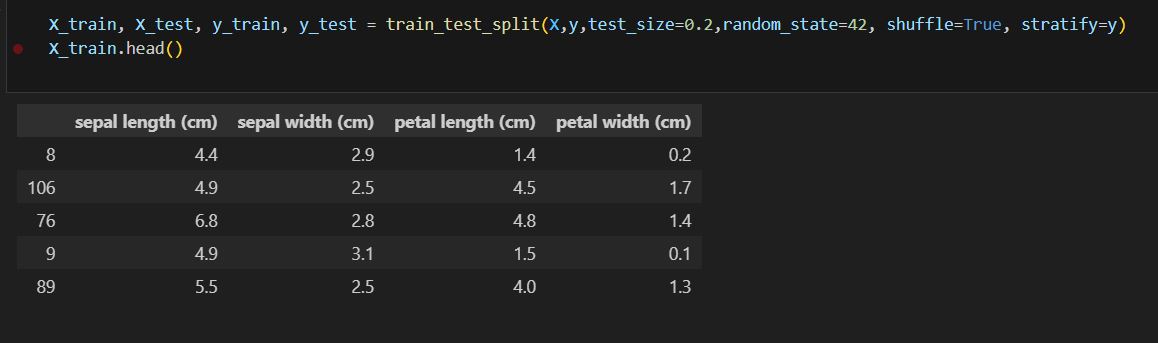 X_train, X_test, y_train, y_test = train_test_split(X,y,test_size=0.2,random_state=42, shuffle=True, stratify=y)
X_train.head()
sepal length (cm) sepal width (cm) petal length (cm) petal width (cm)
8 4.4 2.9 1.4 0.2
106 4.9 2.5 4.5 1.7
76 6.8 2.8 4.8 1.4
9 4.9 3.1 1.5 0.1
89 5.5 2.5 4.0 1.3